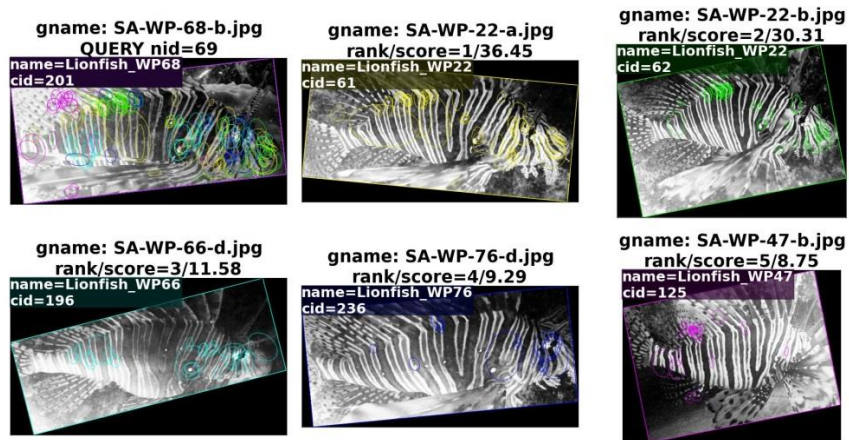 gname: SA-WP-68-b.jpg
QUERY nid=69
name=Lionfish_WP68
cid=201
gname: SA-WP-22-a.jpg
rank/score=1/36.45
name=Lionfish_WP22
cid=61
gname: SA-WP-22-b.jpg
rank/score=2/30.31
name=Lionfish_WP22
cid=62
gname: SA-WP-66-d.jpg
rank/score=3/11.58
name=Lionfish_WP66
cid=196
gname: SA-WP-76-d.jpg
rank/score=4/9.29
name=Lionfish_WP76
cid=236
gname: SA-WP-47-b.jpg
rank/score=5/8.75
name=Lionfish_WP47
cid=125